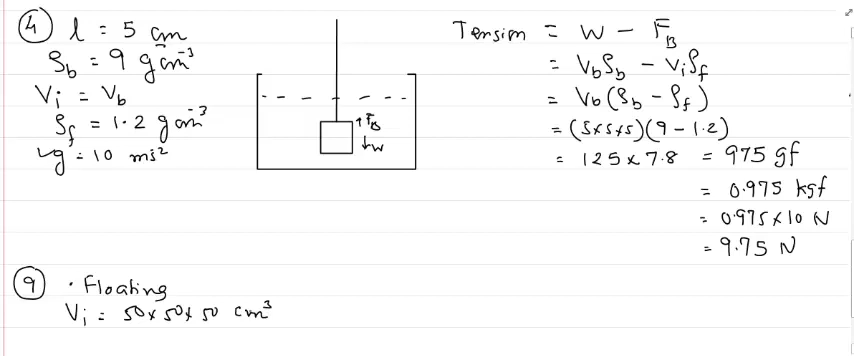 ④ l = 5 cm
ρb = 9 g cm⁻³
Vi = Vb
ρf = 1.2 g cm⁻³
g = 10 ms²
↑FB
↓W
Tension = W - FB
= Vbρb - Viρf
= Vb(ρb - ρf)
= (5×5×5)(9 - 1.2)
= 125 × 7.8 = 975 gf
= 0.975 kgf
= 0.975 × 10 N
= 9.75 N
⑨ · Floating
Vi = 50 × 50 × 50 cm³